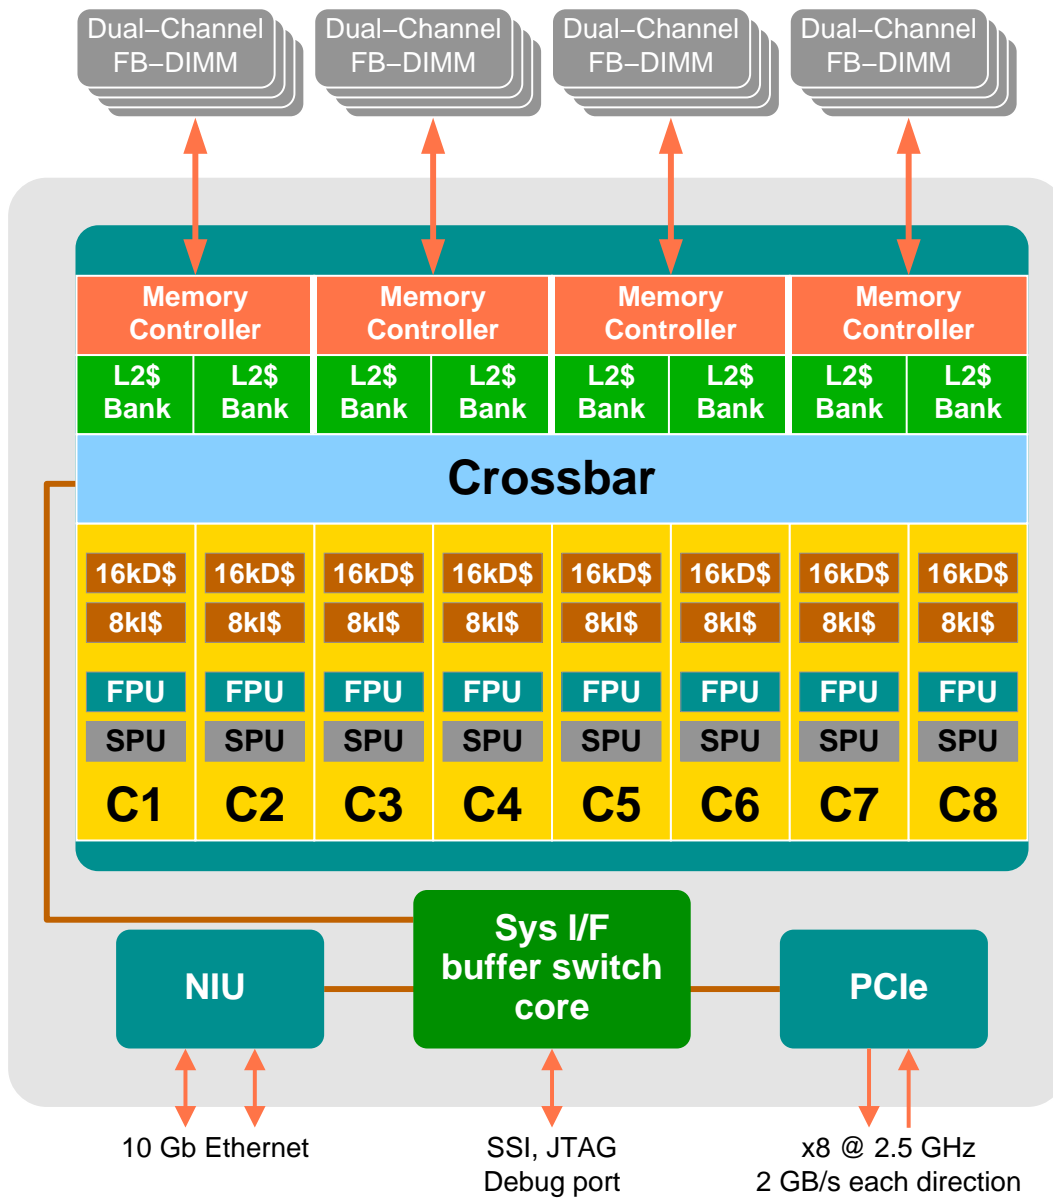 Dual–Channel
FB–DIMM
Dual–Channel
FB–DIMM
Dual–Channel
FB–DIMM
Dual–Channel
FB–DIMM
Memory
Controller
Memory
Controller
Memory
Controller
Memory
Controller
L2$
Bank
L2$
Bank
L2$
Bank
L2$
Bank
L2$
Bank
L2$
Bank
L2$
Bank
L2$
Bank
Crossbar
16kD$
8kI$
FPU
SPU
C1
16kD$
8kI$
FPU
SPU
C2
16kD$
8kI$
FPU
SPU
C3
16kD$
8kI$
FPU
SPU
C4
16kD$
8kI$
FPU
SPU
C5
16kD$
8kI$
FPU
SPU
C6
16kD$
8kI$
FPU
SPU
C7
16kD$
8kI$
FPU
SPU
C8
NIU
Sys I/F
buffer switch
core
PCIe
10 Gb Ethernet
SSI, JTAG
Debug port
x8 @ 2.5 GHz
2 GB/s each direction